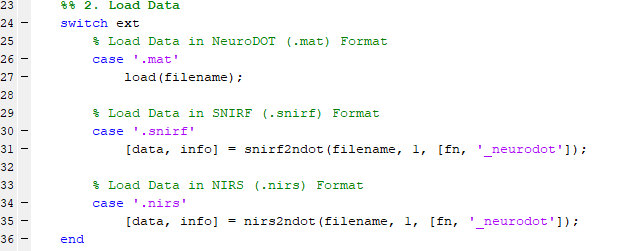 23 %% 2. Load Data
24 – switch ext
25 % Load Data in NeuroDOT (.mat) Format
26 – case '.mat'
27 – load(filename);
28
29 % Load Data in SNIRF (.snirf) Format
30 – case '.snirf'
31 – [data, info] = snirf2ndot(filename, 1, [fn, '_neurodot']);
32
33 % Load Data in NIRS (.nirs) Format
34 – case '.nirs'
35 – [data, info] = nirs2ndot(filename, 1, [fn, '_neurodot']);
36 – end